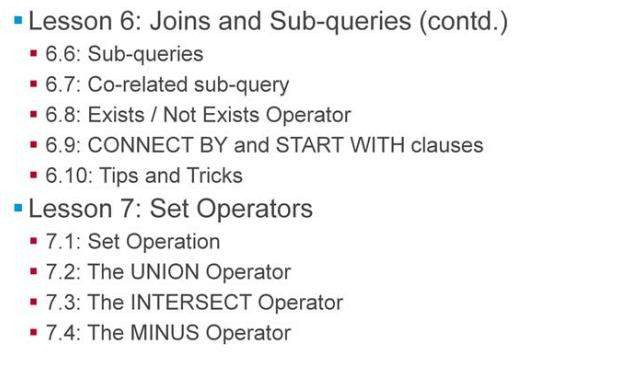 Lesson 6: Joins and Sub-queries (contd.)
6.6: Sub-queries
6.7: Co-related sub-query
6.8: Exists / Not Exists Operator
6.9: CONNECT BY and START WITH clauses
6.10: Tips and Tricks
Lesson 7: Set Operators
7.1: Set Operation
7.2: The UNION Operator
7.3: The INTERSECT Operator
7.4: The MINUS Operator